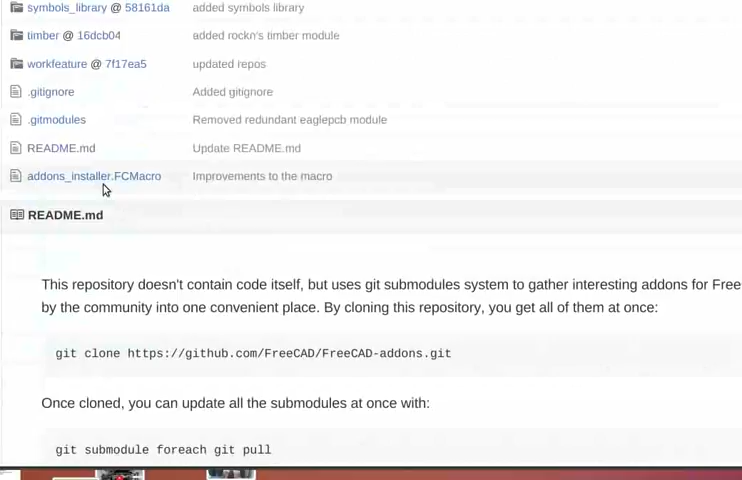 symbols_library @ 58161da added symbols library
timber @ 16dcb04 added rockn's timber module
workfeature @ 7f17ea5 updated repos
.gitignore Added gitignore
.gitmodules Removed redundant eaglepcb module
README.md Update README.md
addons_installer.FCMacro Improvements to the macro
README.md
This repository doesn't contain code itself, but uses git submodules system to gather interesting addons for Free
by the community into one convenient place. By cloning this repository, you get all of them at once:
git clone https://github.com/FreeCAD/FreeCAD-addons.git
Once cloned, you can update all the submodules at once with:
git submodule foreach git pull